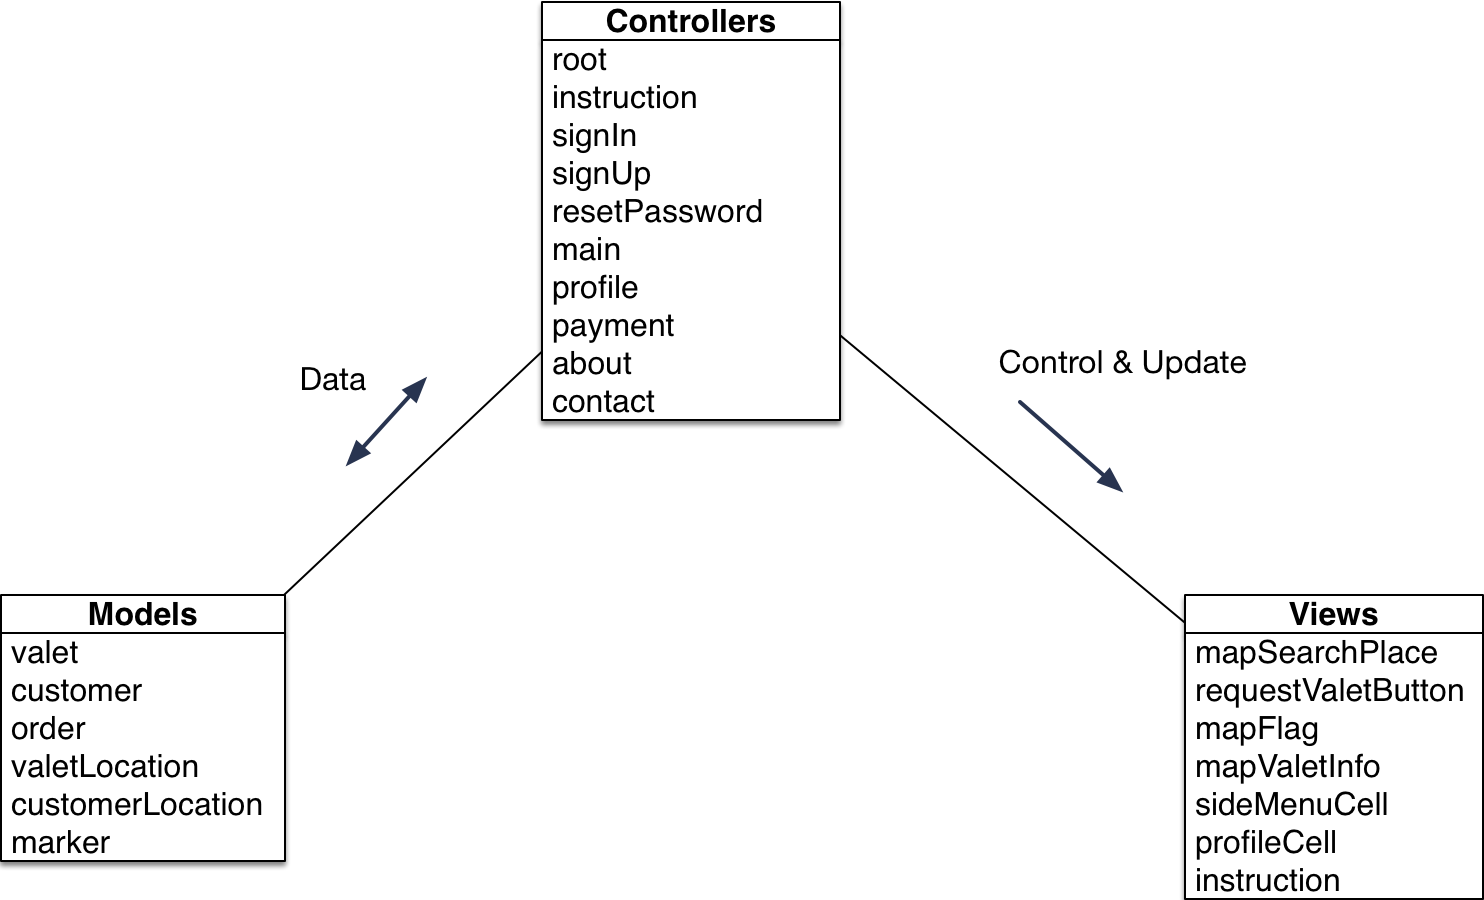 Controllers
root
instruction
signIn
signUp
resetPassword
main
profile
payment
about
contact
Data
Control & Update
Models
valet
customer
order
valetLocation
customerLocation
marker
Views
mapSearchPlace
requestValetButton
mapFlag
mapValetInfo
sideMenuCell
profileCell
instruction